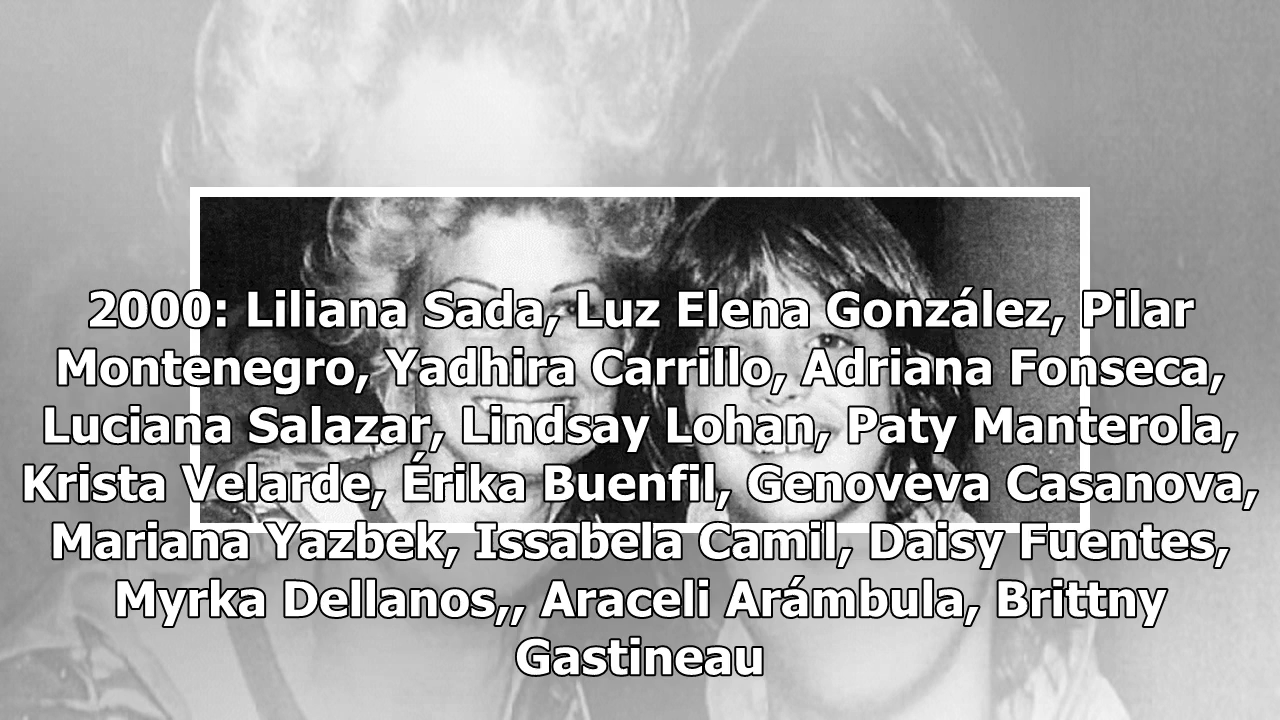 2000: Liliana Sada, Luz Elena González, Pilar
Montenegro, Yadhira Carrillo, Adriana Fonseca,
Luciana Salazar, Lindsay Lohan, Paty Manterola,
Krista Velarde, Érika Buenfil, Genoveva Casanova,
Mariana Yazbek, Issabela Camil, Daisy Fuentes,
Myrka Dellanos,, Araceli Arámbula, Brittny
Gastineau